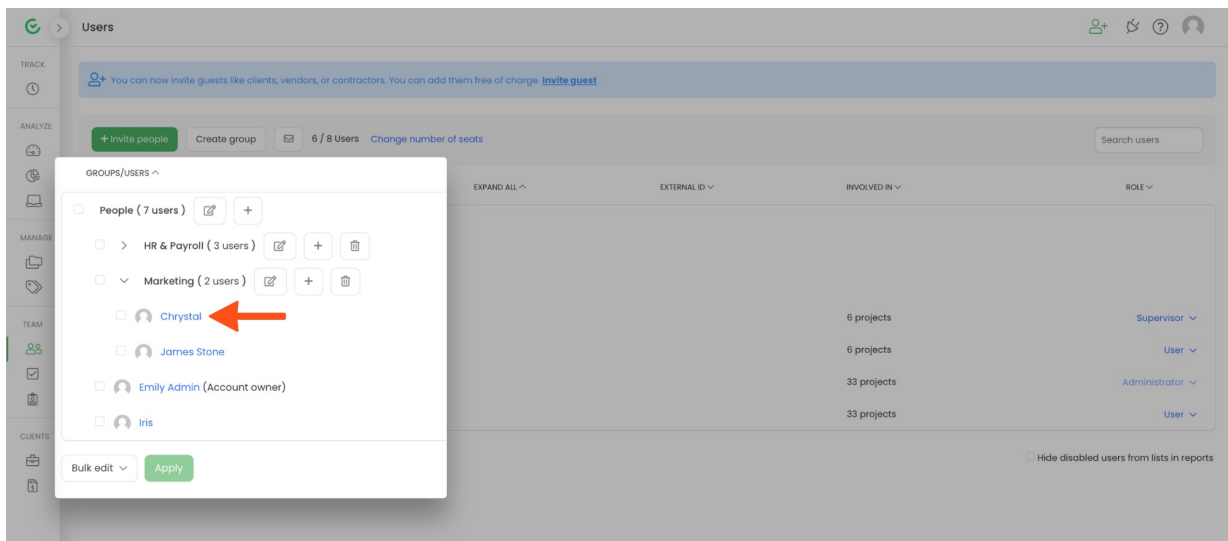 Users
TRACK
You can now invite guests like clients, vendors, or contractors. You can add them free of charge. Invite guest
ANALYZE
+ Invite people Create group 6 / 8 Users Change number of seats Search users
GROUPS/USERS EXPAND ALL EXTERNAL ID INVOLVED IN ROLE
People ( 7 users )
MANAGE
HR & Payroll ( 3 users )
Marketing ( 2 users )
TEAM
Chrystal 6 projects Supervisor
James Stone 6 projects User
Emily Admin (Account owner) 33 projects Administrator
Iris 33 projects User
CLIENTS
Bulk edit Apply Hide disabled users from lists in reports